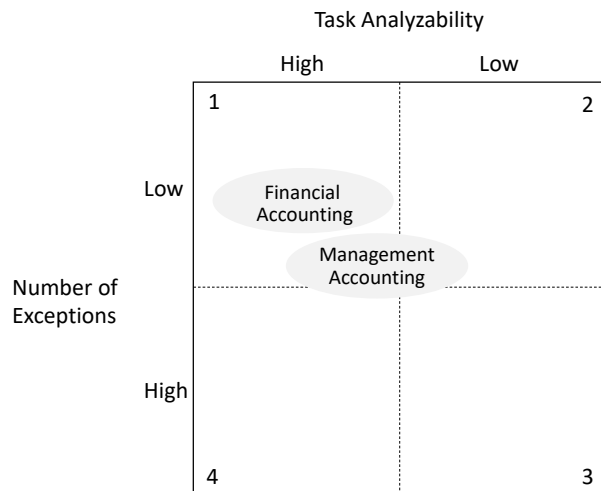 Task Analyzability
High
Low
1
2
Low
Financial
Accounting
Management
Accounting
Number of
Exceptions
High
4
3